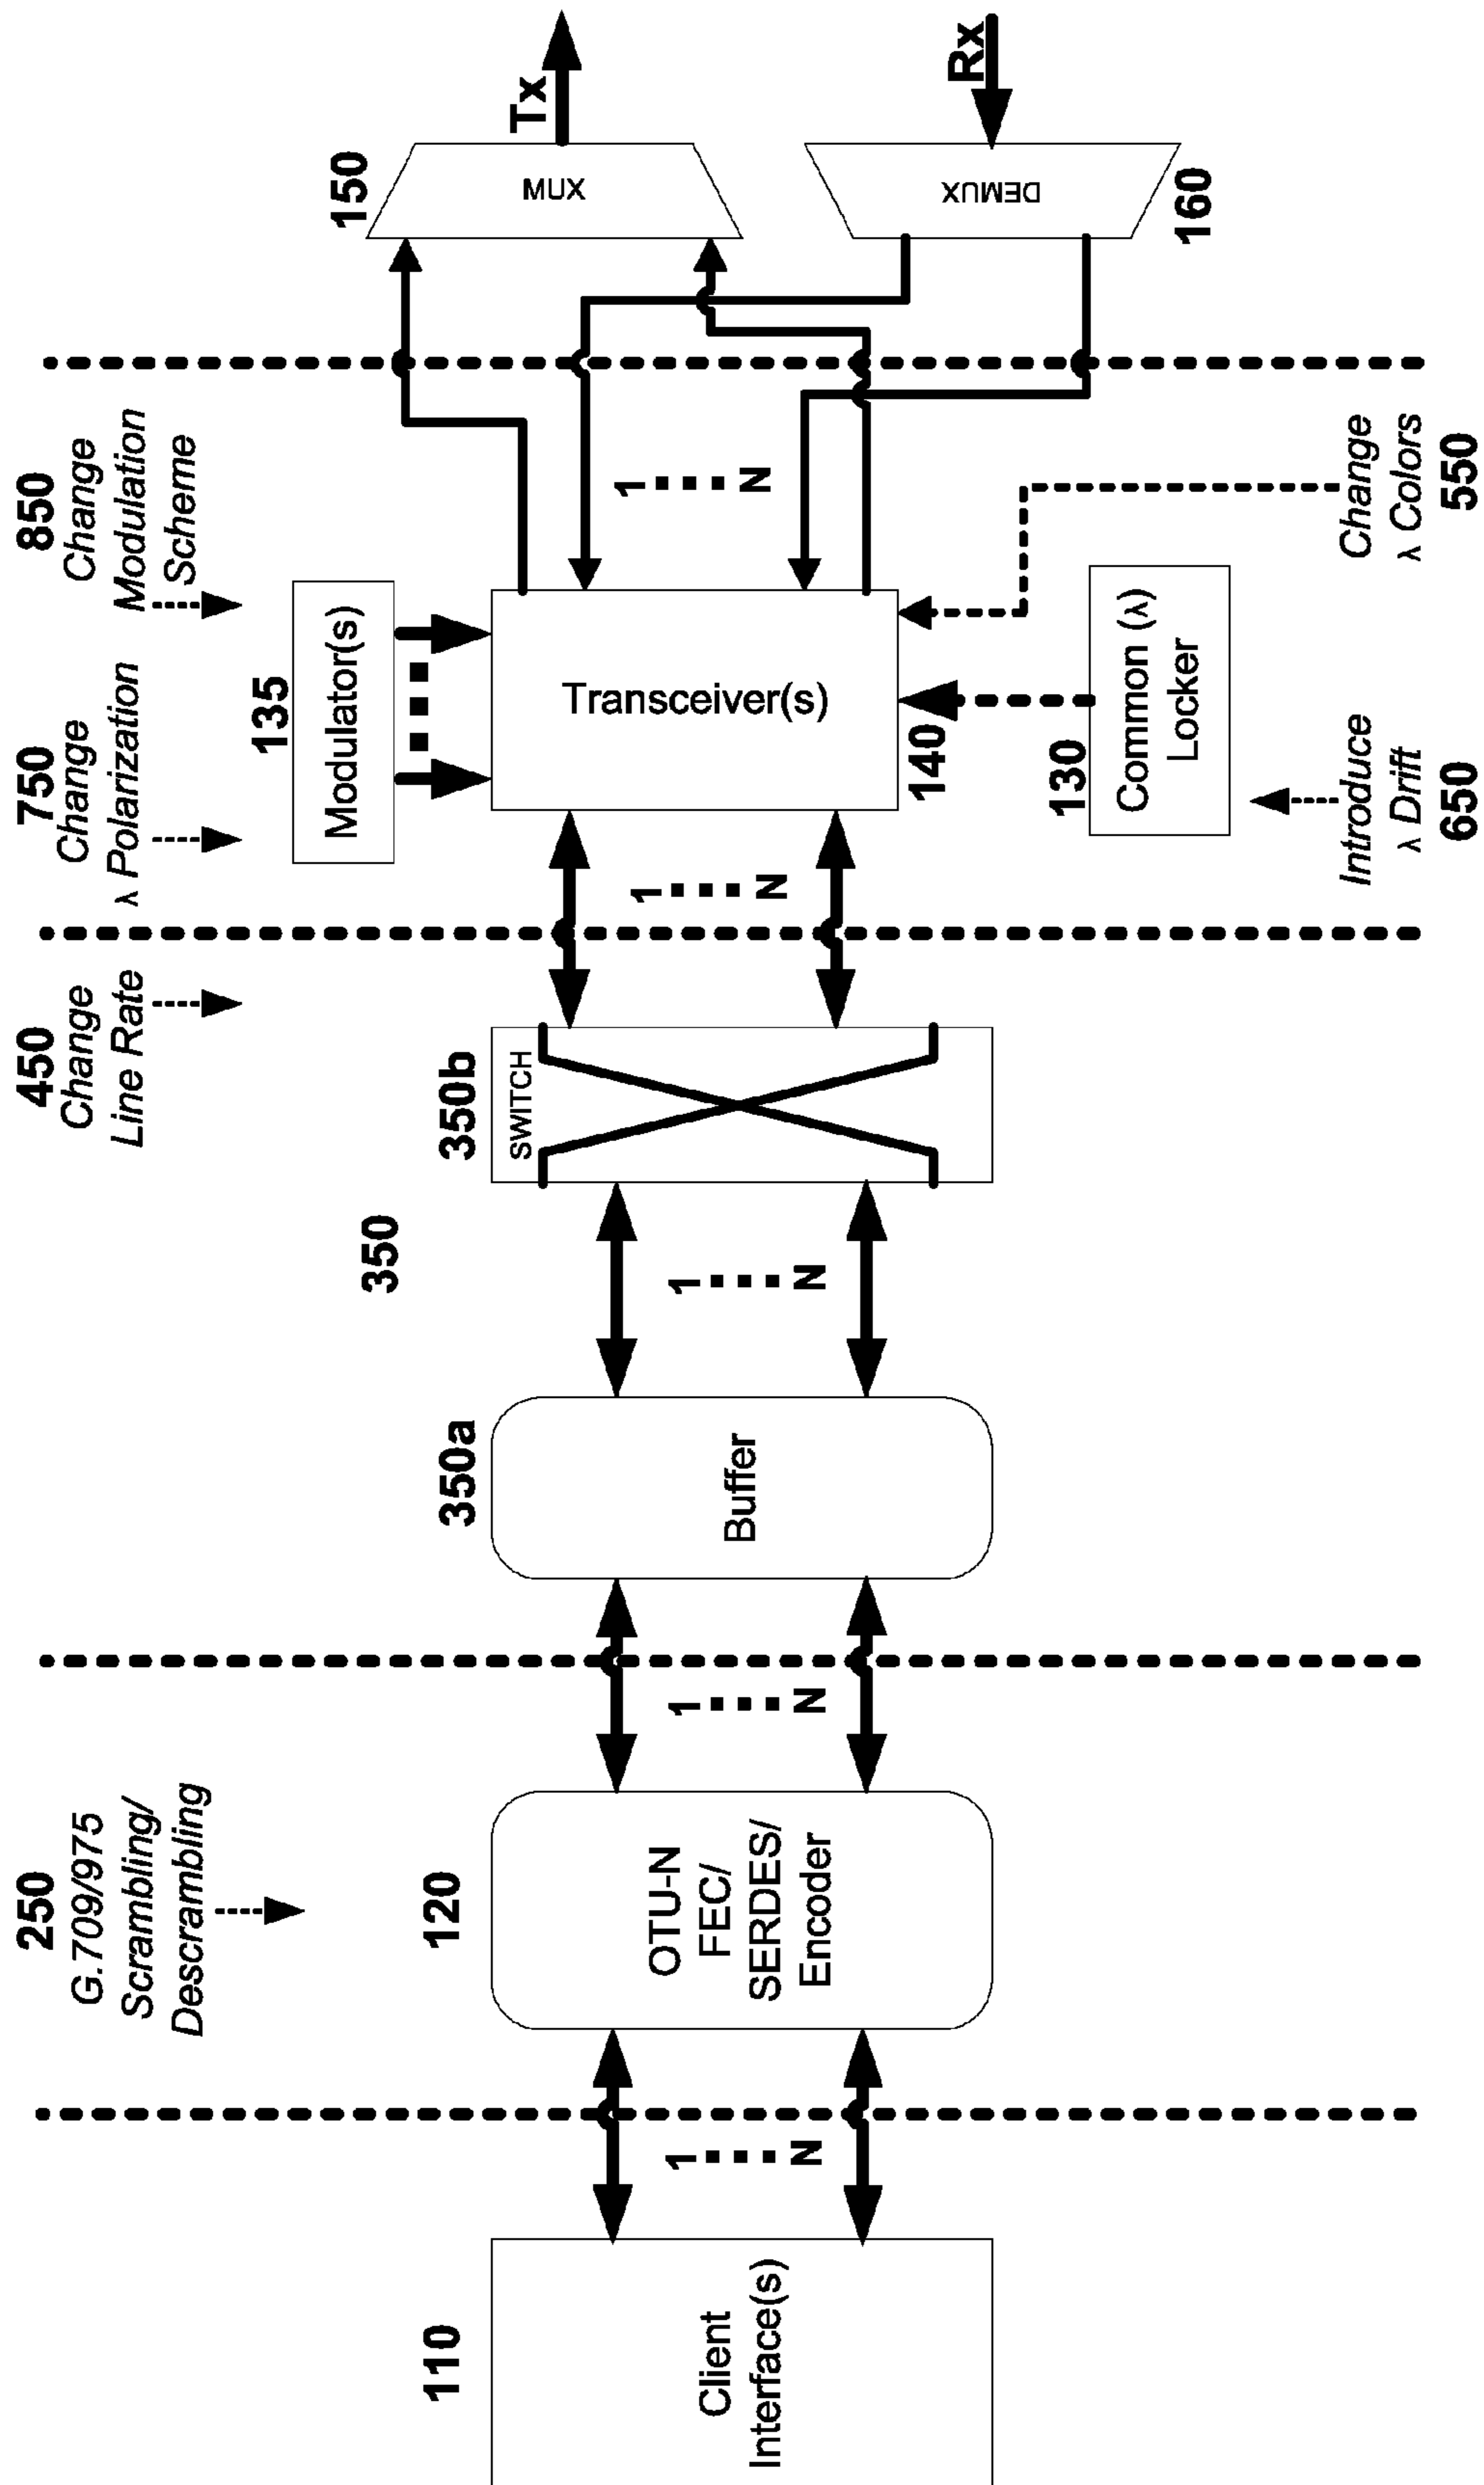 250
G.709/975
Scrambling/
Descrambling
450
Change
Line Rate
750
Change
λ Polarization
850
Change
Modulation
Scheme
110
Client
Interface(s)
1
N
120
OTU-N
FEC/
SERDES/
Encoder
1
N
350a
Buffer
350
1
N
350b
SWITCH
1
N
135
Modulator(s)
Transceiver(s)
140
130
Common (λ)
Locker
1
N
150
MUX
Tx
DEMUX
160
Rx
Introduce
λ Drift
650
Change
λ Colors
550